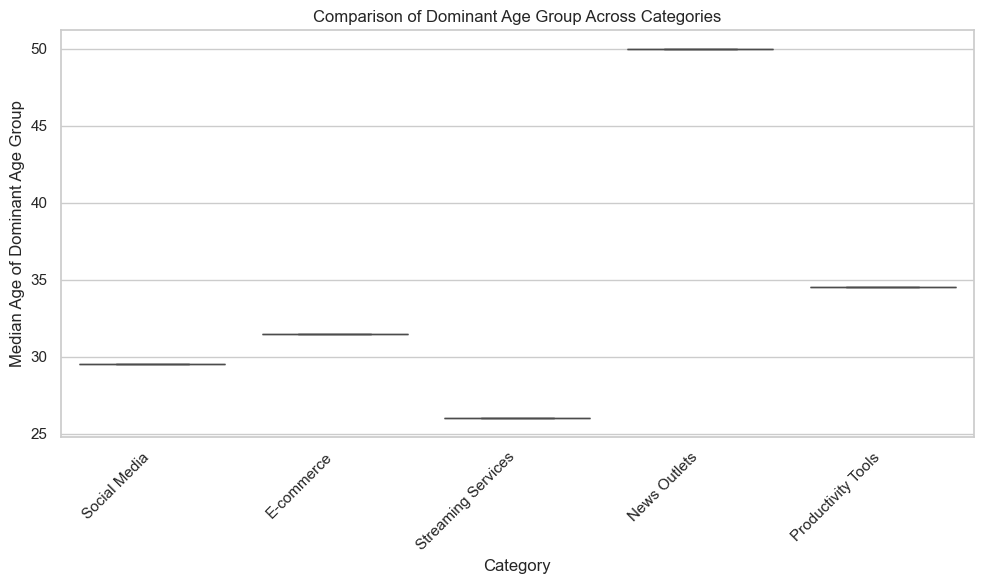 Comparison of Dominant Age Group Across Categories
Median Age of Dominant Age Group
50
45
40
35
30
25
Social Media
E-commerce
Streaming Services
News Outlets
Productivity Tools
Category